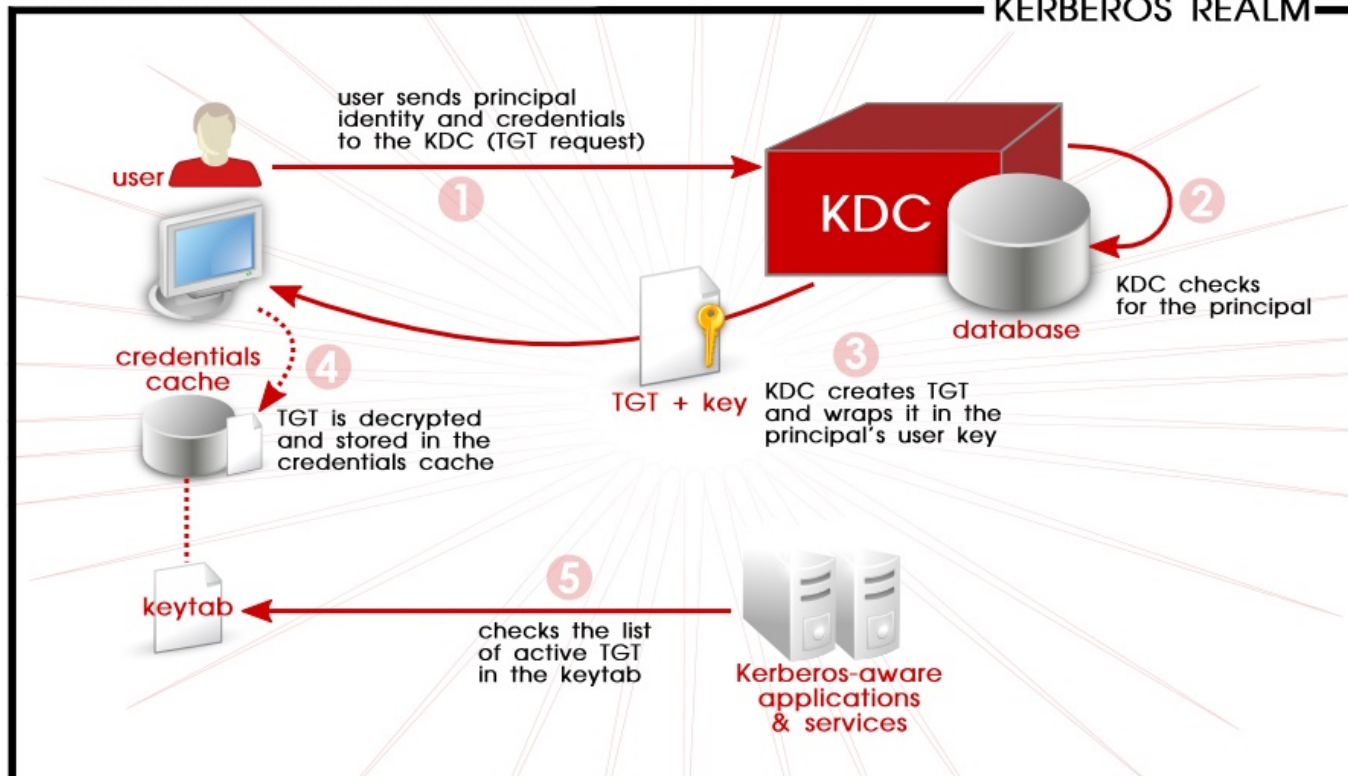 KERBEROS REALM
user sends principal
identity and credentials
to the KDC (TGT request)
user
1
KDC
2
KDC checks
for the principal
database
credentials
cache
4
TGT is decrypted
and stored in the
credentials cache
TGT + key
3
KDC creates TGT
and wraps it in the
principal's user key
keytab
5
checks the list
of active TGT
in the keytab
Kerberos-aware
applications
& services